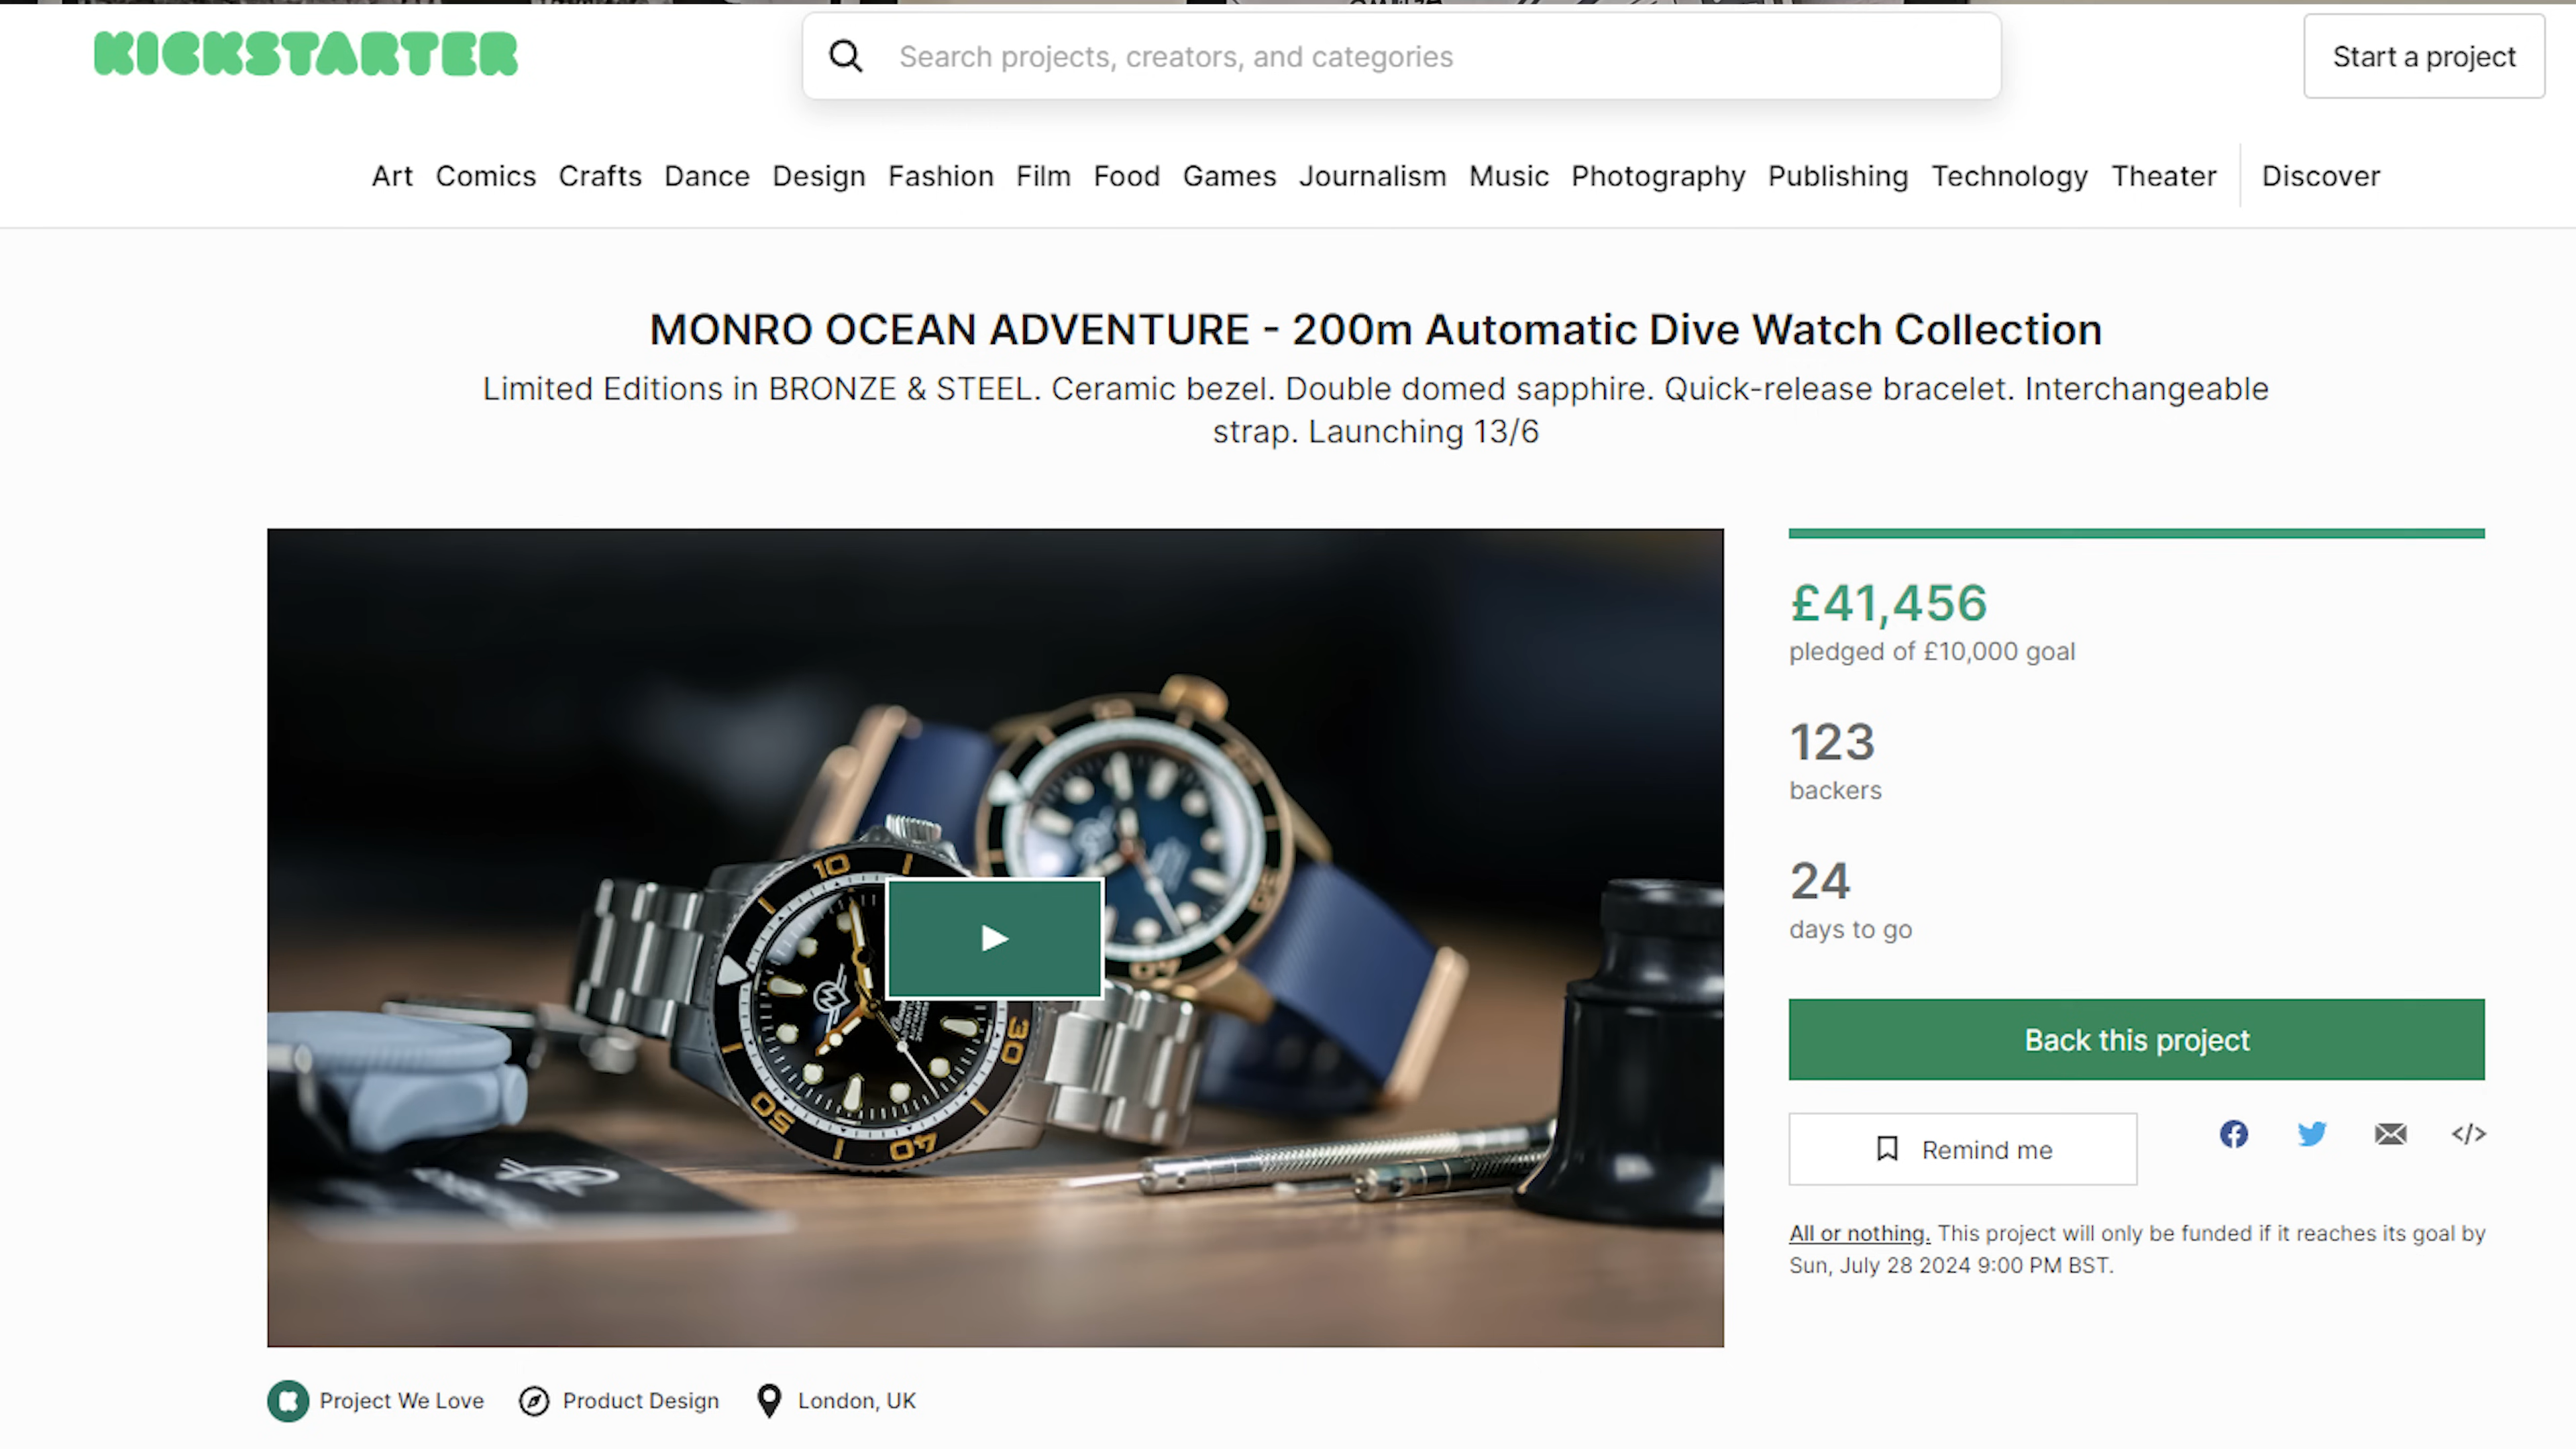 KICKSTARTER
Search projects, creators, and categories
Start a project
Art Comics Crafts Dance Design Fashion Film Food Games Journalism Music Photography Publishing Technology Theater Discover
MONRO OCEAN ADVENTURE - 200m Automatic Dive Watch Collection
Limited Editions in BRONZE & STEEL. Ceramic bezel. Double domed sapphire. Quick-release bracelet. Interchangeable
strap. Launching 13/6
£41,456
pledged of £10,000 goal
123
backers
24
days to go
10
30
40
50
40
Back this project
Remind me
</>
All or nothing. This project will only be funded if it reaches its goal by
Sun, July 28 2024 9:00 PM BST.
Project We Love
Product Design
London, UK